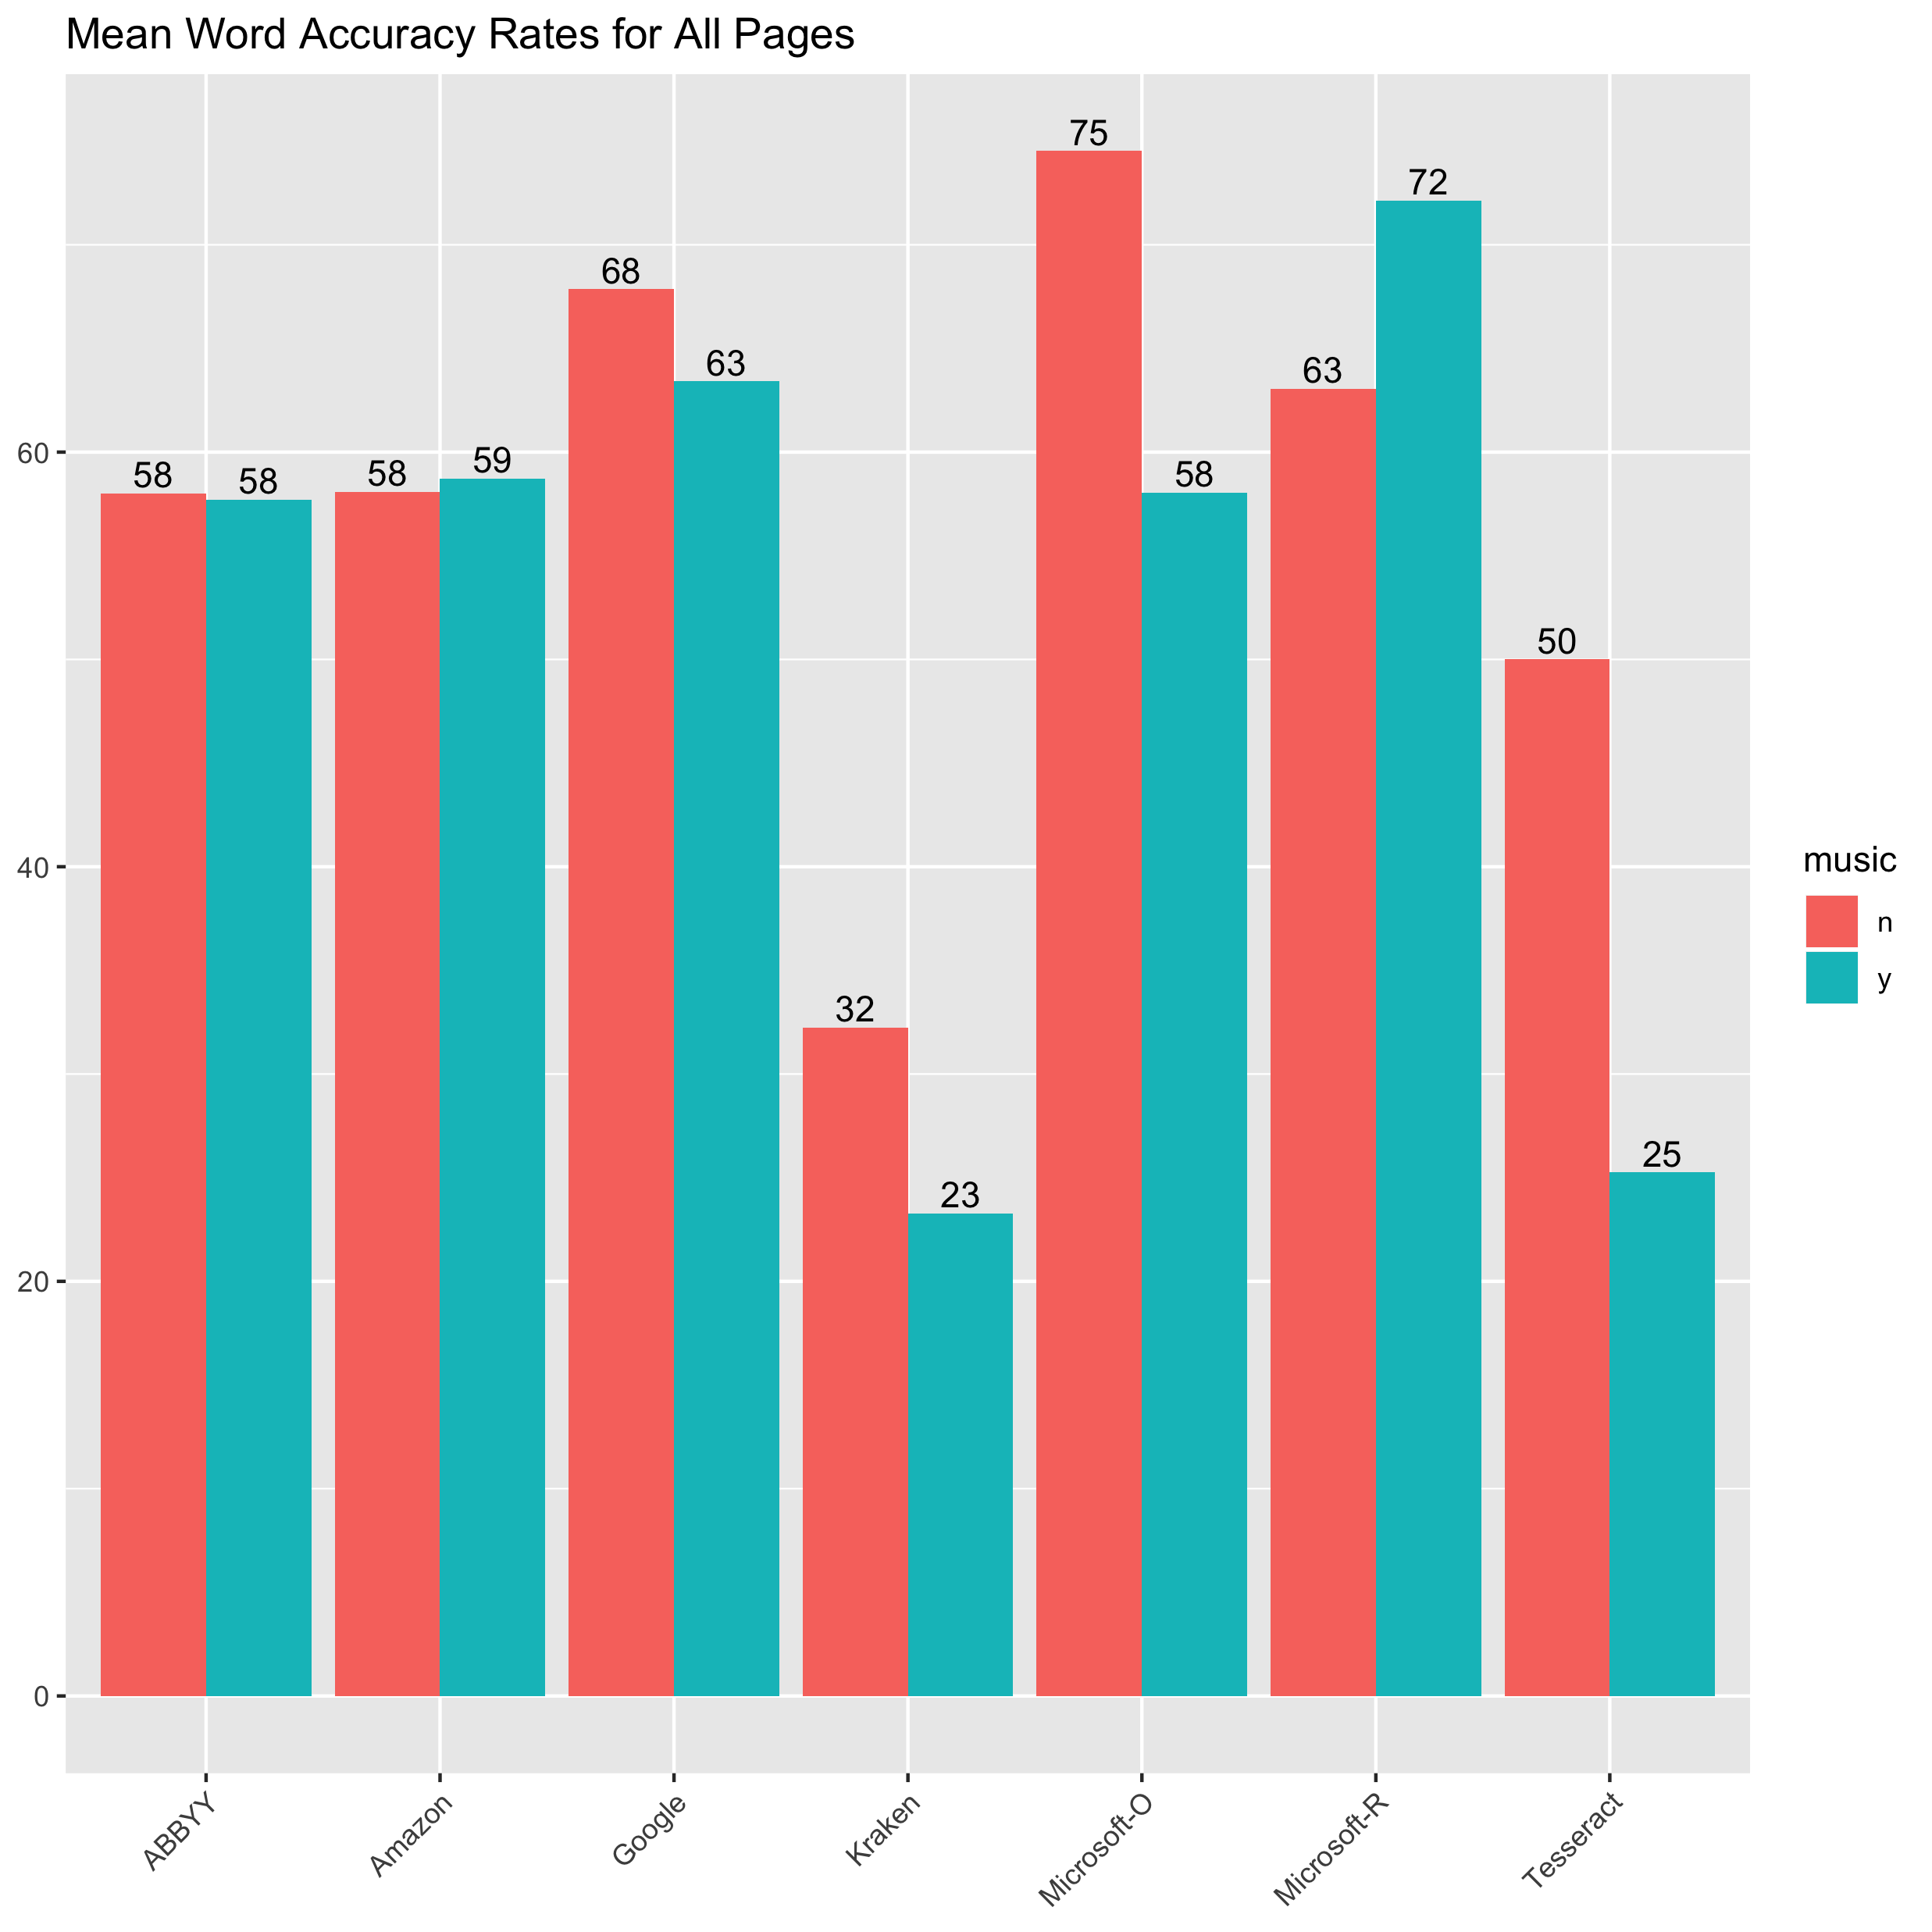 Mean Word Accuracy Rates for All Pages
75
72
68
63
63
60
58
58
58
59
58
50
40
music
n
y
32
25
23
20
0
ABBYY
Amazon
Google
Kraken
Microsoft-O
Microsoft-R
Tesseract